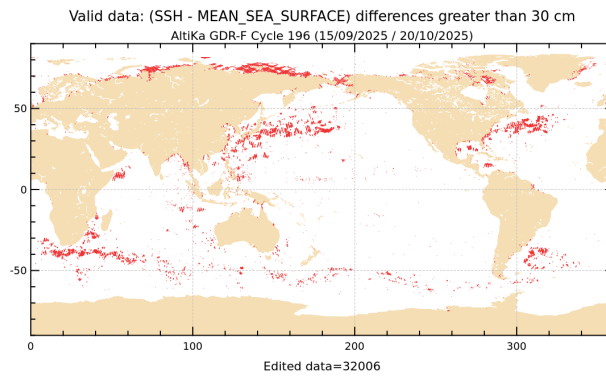 Valid data: (SSH - MEAN_SEA_SURFACE) differences greater than 30 cm
AltiKa GDR-F Cycle 196 (15/09/2025 / 20/10/2025)
50
0
-50
0 100 200 300
Edited data=32006